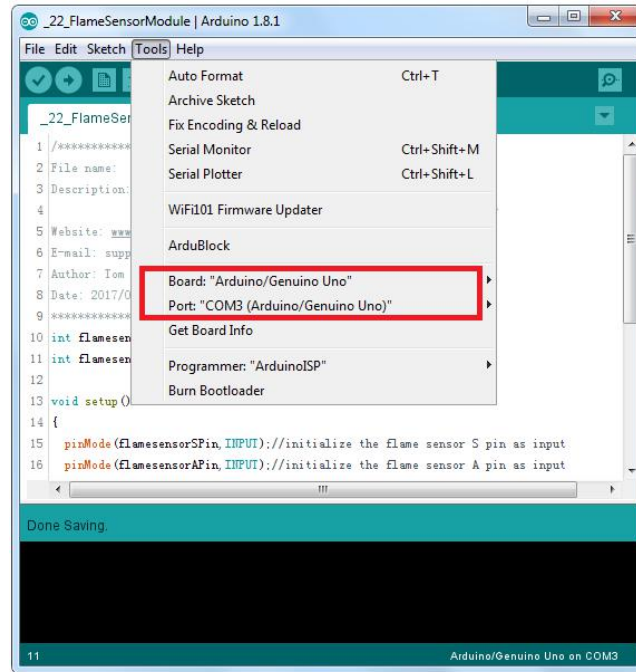 _22_FlameSensorModule | Arduino 1.8.1
File Edit Sketch Tools Help
Auto Format Ctrl+T
Archive Sketch
Fix Encoding & Reload
Serial Monitor Ctrl+Shift+M
Serial Plotter Ctrl+Shift+L
WiFi101 Firmware Updater
ArduBlock
Board: "Arduino/Genuino Uno"
Port: "COM3 (Arduino/Genuino Uno)"
Get Board Info
Programmer: "ArduinoISP"
Burn Bootloader
_22_FlameSer
1 /***********
2 File name:
3 Description:
4
5 Website: www
6 E-mail: supp
7 Author: Tom
8 Date: 2017/0
9 ************
10 int flamesen
11 int flamesen
12
13 void setup()
14 {
15 pinMode(flamesensorSPin,INPUT);//initialize the flame sensor S pin as input
16 pinMode(flamesensorAPin,INPUT);//initialize the flame sensor A pin as input
Done Saving.
11 Arduino/Genuino Uno on COM3